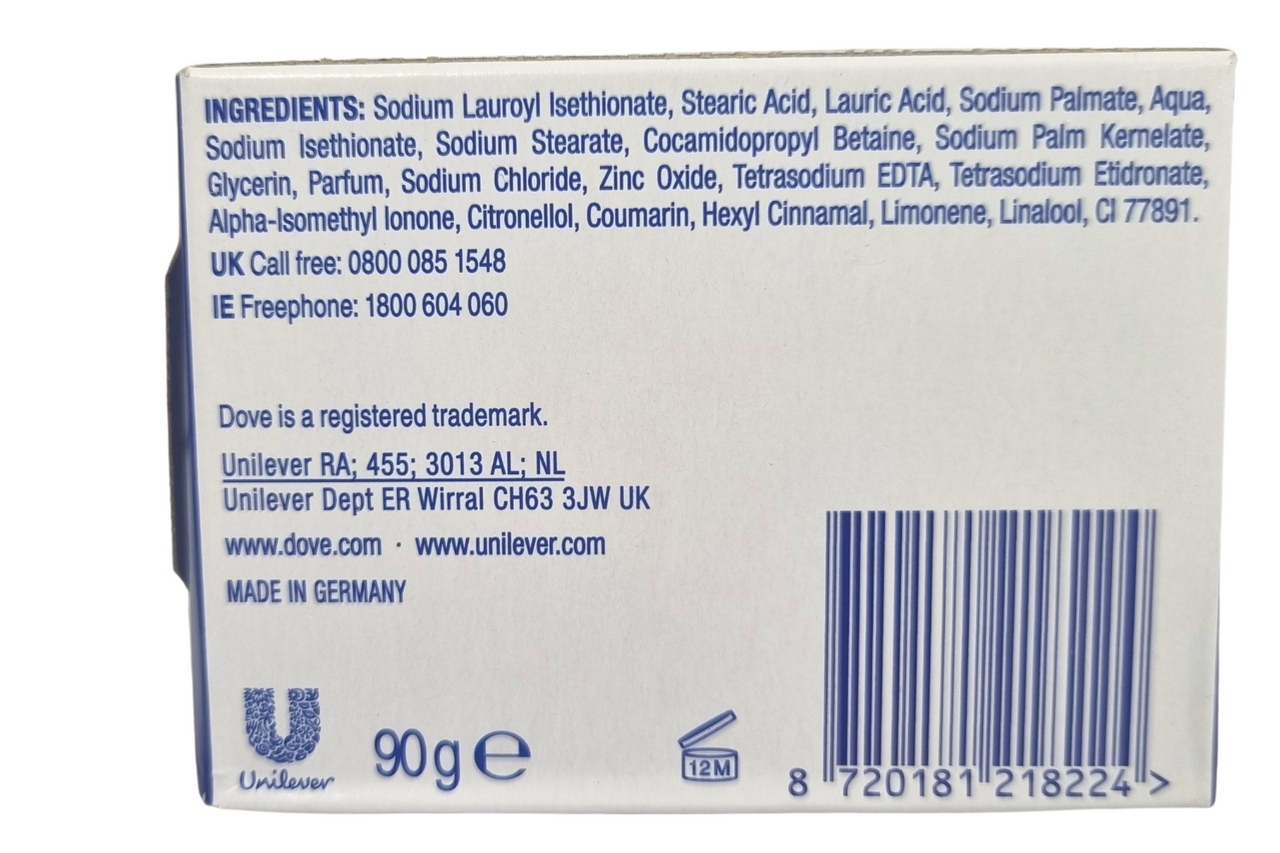 INGREDIENTS: Sodium Lauroyl Isethionate, Stearic Acid, Lauric Acid, Sodium Palmate, Aqua,
Sodium Isethionate, Sodium Stearate, Cocamidopropyl Betaine, Sodium Palm Kernelate,
Glycerin, Parfum, Sodium Chloride, Zinc Oxide, Tetrasodium EDTA, Tetrasodium Etidronate,
Alpha-Isomethyl Ionone, Citronellol, Coumarin, Hexyl Cinnamal, Limonene, Linalool, CI 77891.
UK Call free: 0800 085 1548
IE Freephone: 1800 604 060
Dove is a registered trademark.
Unilever RA; 455; 3013 AL; NL
Unilever Dept ER Wirral CH63 3JW UK
www.dove.com · www.unilever.com
MADE IN GERMANY
Unilever
90 g e
12M
8 720181 218224 >